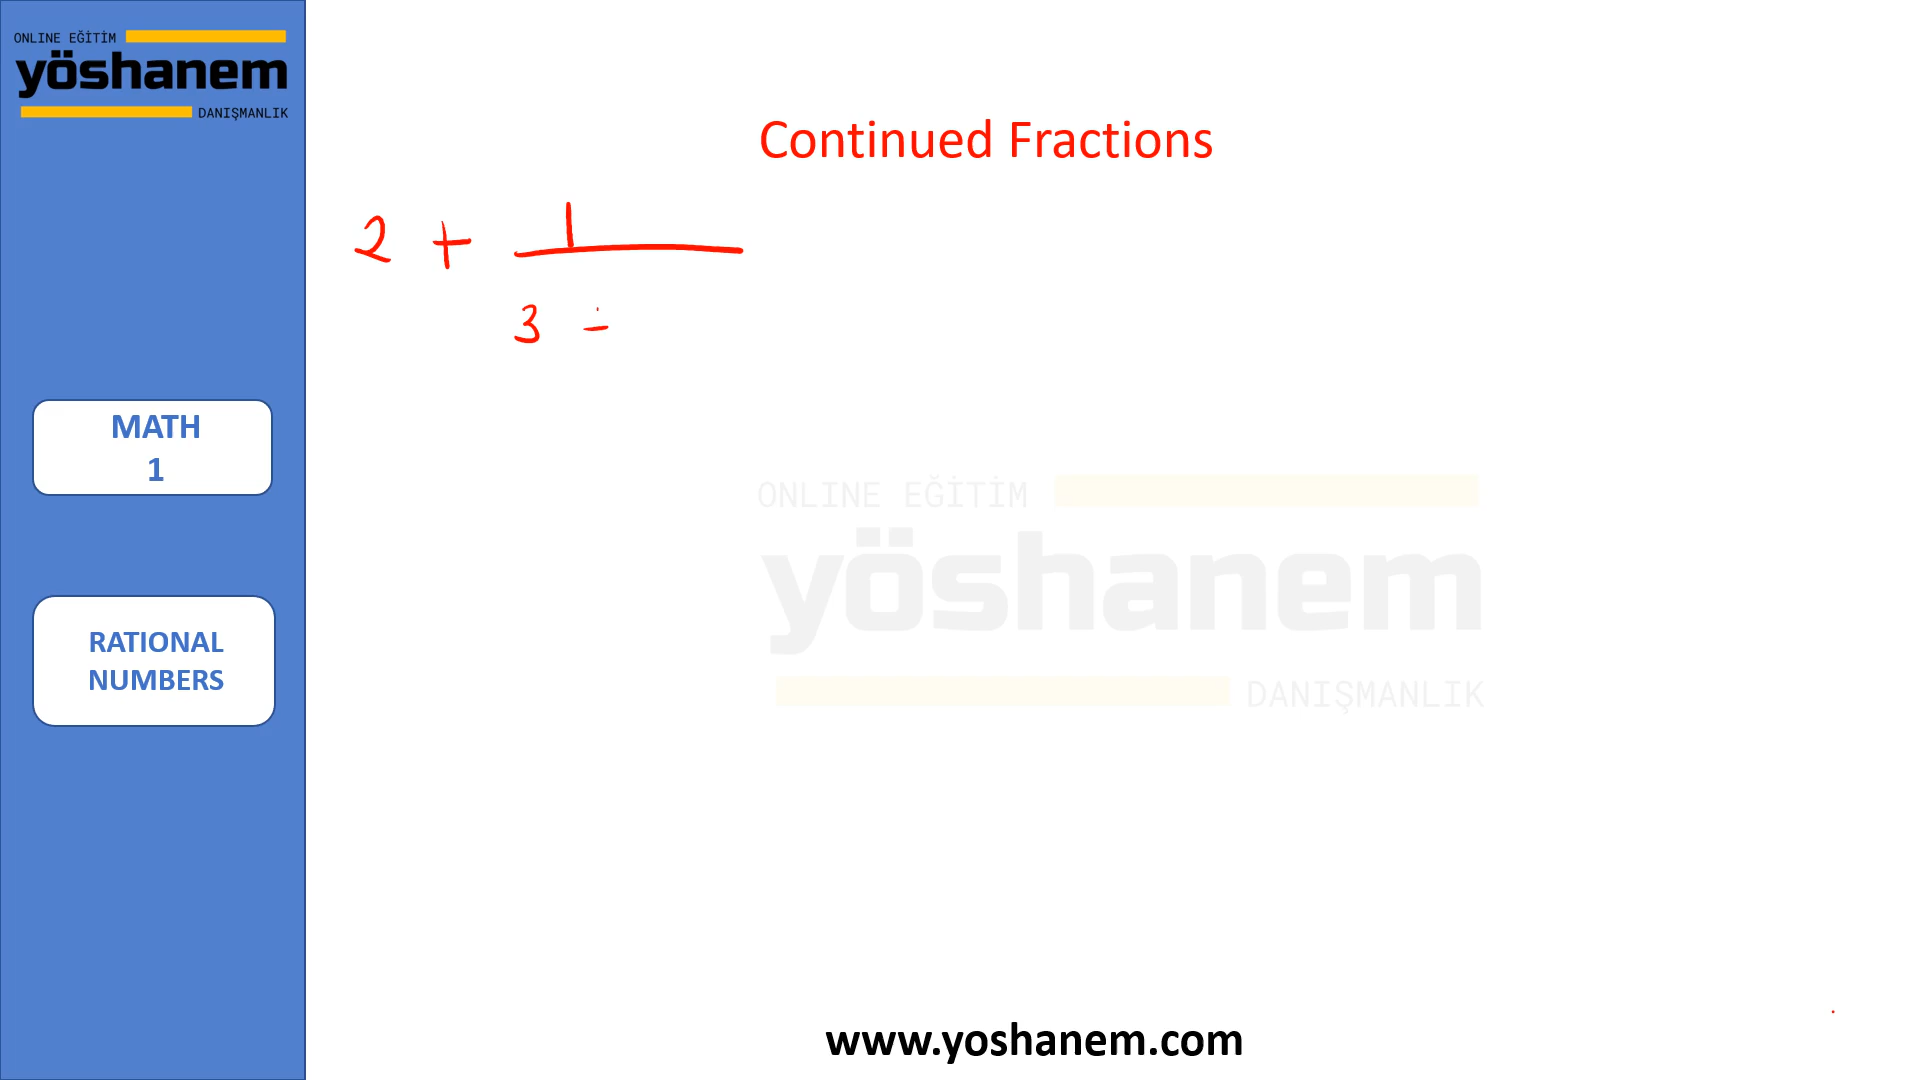 ONLINE EĞİTİM
yöshanem
DANIŞMANLIK
Continued Fractions
2 + 1
3
MATH
1
ONLINE EĞİTİM
yöshanem
DANIŞMANLIK
RATIONAL
NUMBERS
www.yoshanem.com